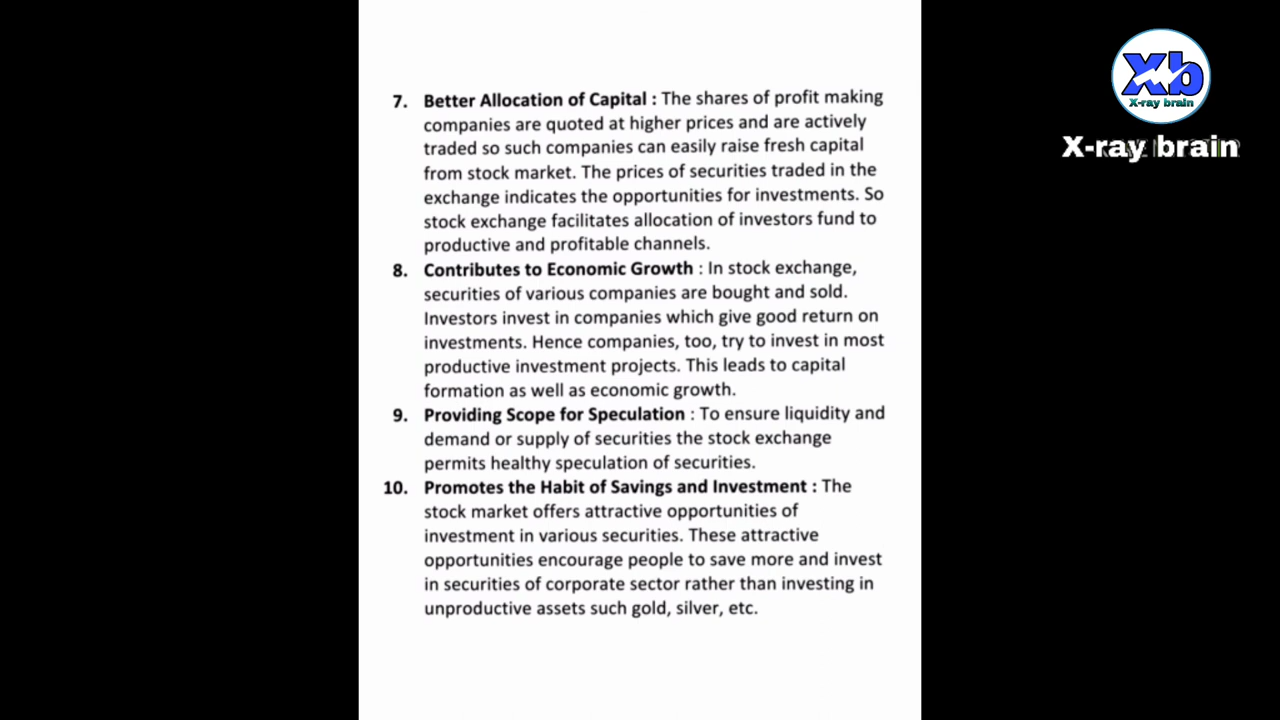 7. Better Allocation of Capital : The shares of profit making
companies are quoted at higher prices and are actively
traded so such companies can easily raise fresh capital
from stock market. The prices of securities traded in the
exchange indicates the opportunities for investments. So
stock exchange facilitates allocation of investors fund to
productive and profitable channels.
8. Contributes to Economic Growth : In stock exchange,
securities of various companies are bought and sold.
Investors invest in companies which give good return on
investments. Hence companies, too, try to invest in most
productive investment projects. This leads to capital
formation as well as economic growth.
9. Providing Scope for Speculation : To ensure liquidity and
demand or supply of securities the stock exchange
permits healthy speculation of securities.
10. Promotes the Habit of Savings and Investment : The
stock market offers attractive opportunities of
investment in various securities. These attractive
opportunities encourage people to save more and invest
in securities of corporate sector rather than investing in
unproductive assets such gold, silver, etc.
Xb
X-ray brain
X-ray brain